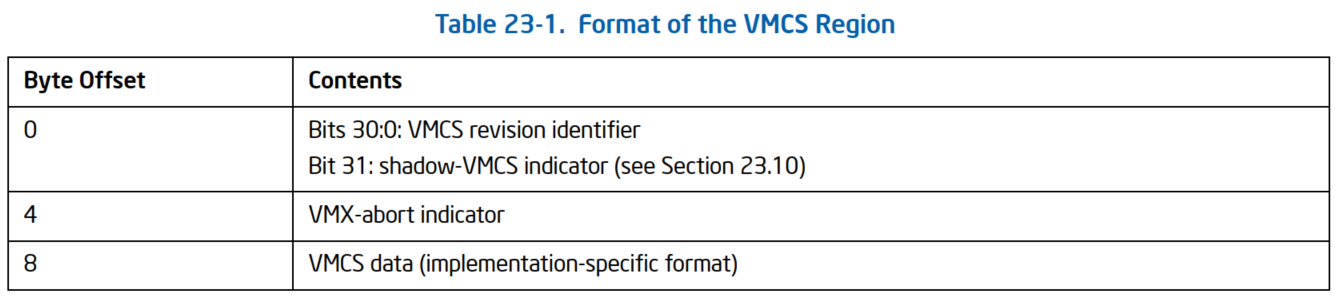 Table 23-1. Format of the VMCS Region
Byte Offset Contents
0 Bits 30:0: VMCS revision identifier
Bit 31: shadow-VMCS indicator (see Section 23.10)
4 VMX-abort indicator
8 VMCS data (implementation-specific format)